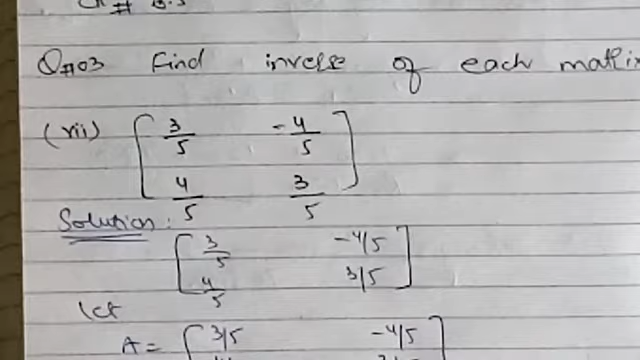 Q#03 Find inverse of each matrix
(vii) [ 3/5 -4/5
4/5 3/5 ]
Solution:
[ 3/5 -4/5
4/5 3/5 ]
let
A = [ 3/5 -4/5 ]